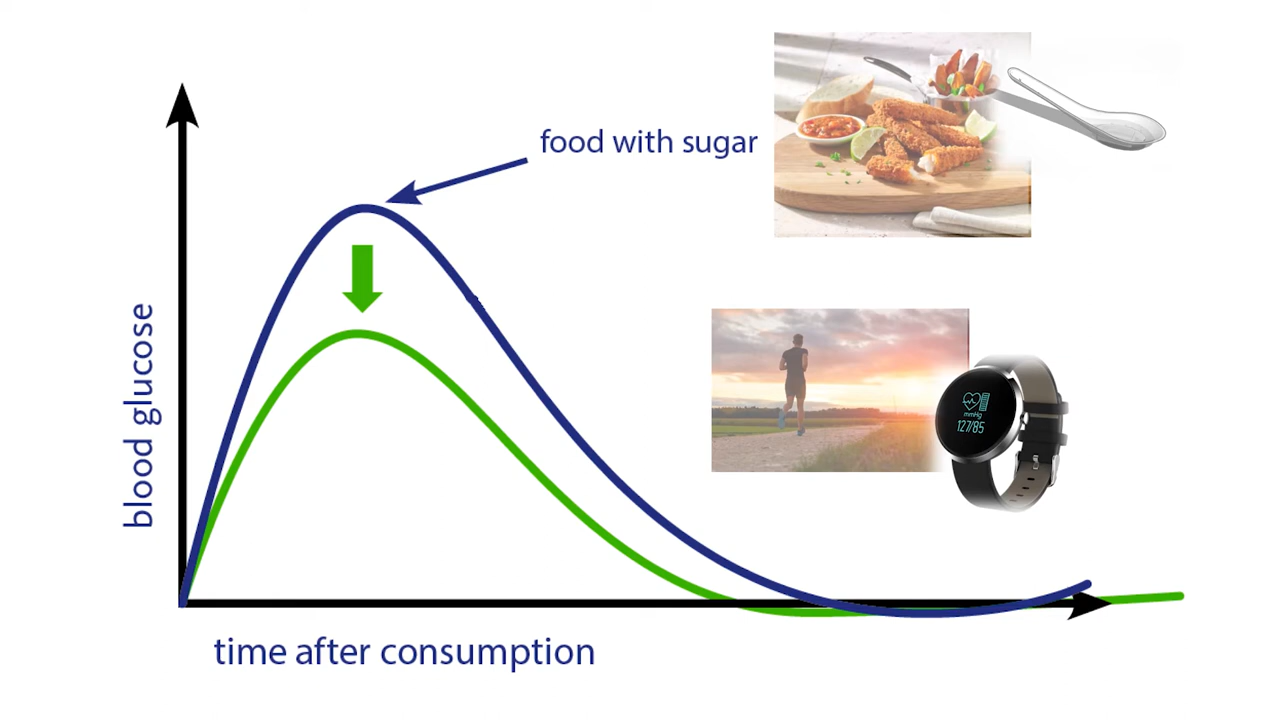 food with sugar
blood glucose
mmHg
127/85
time after consumption